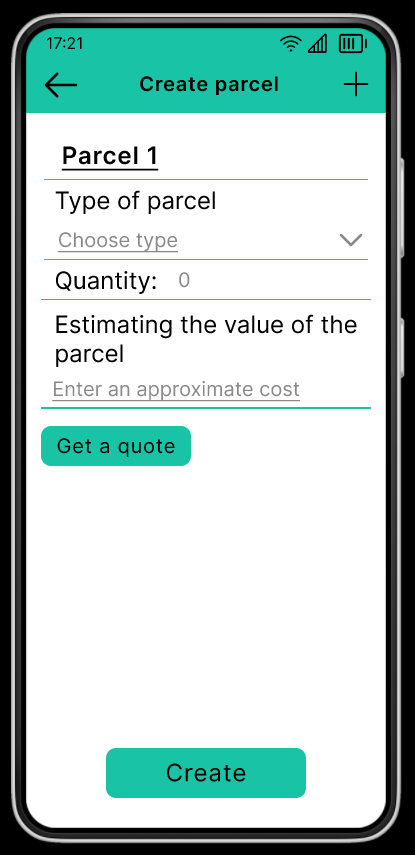 17:21
Create parcel
Parcel 1
Type of parcel
Choose type
Quantity: 0
Estimating the value of the
parcel
Enter an approximate cost
Get a quote
Create